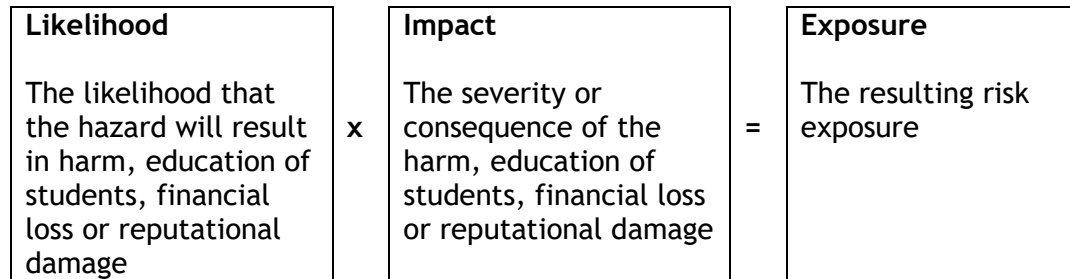 Likelihood
The likelihood that
the hazard will result
in harm, education of
students, financial
loss or reputational
damage
x
Impact
The severity or
consequence of the
harm, education of
students, financial loss
or reputational damage
=
Exposure
The resulting risk
exposure